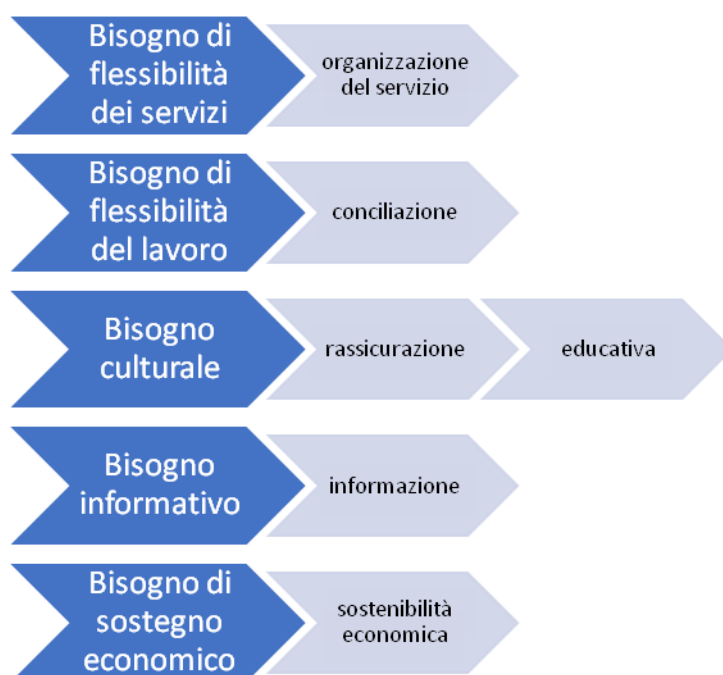 Bisogno di
flessibilità
dei servizi
organizzazione
del servizio
Bisogno di
flessibilità
del lavoro
conciliazione
Bisogno
culturale
rassicurazione
educativa
Bisogno
informativo
informazione
Bisogno di
sostegno
economico
sostenibilità
economica